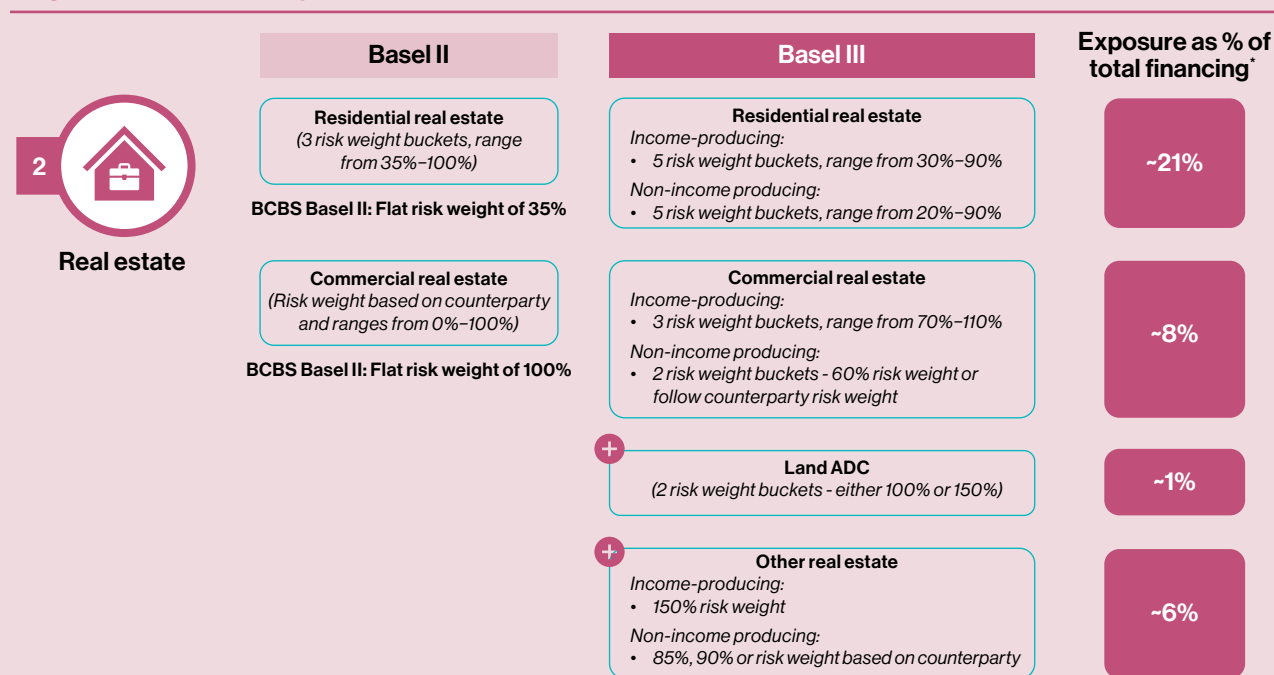 Basel II
Basel III
Exposure as % of
total financing*
2
Real estate
Residential real estate
(3 risk weight buckets, range
from 35%–100%)
BCBS Basel II: Flat risk weight of 35%
Residential real estate
Income-producing:
• 5 risk weight buckets, range from 30%–90%
Non-income producing:
• 5 risk weight buckets, range from 20%–90%
~21%
Commercial real estate
(Risk weight based on counterparty
and ranges from 0%–100%)
BCBS Basel II: Flat risk weight of 100%
Commercial real estate
Income-producing:
• 3 risk weight buckets, range from 70%–110%
Non-income producing:
• 2 risk weight buckets - 60% risk weight or
follow counterparty risk weight
~8%
+
Land ADC
(2 risk weight buckets - either 100% or 150%)
~1%
+
Other real estate
Income-producing:
• 150% risk weight
Non-income producing:
• 85%, 90% or risk weight based on counterparty
~6%